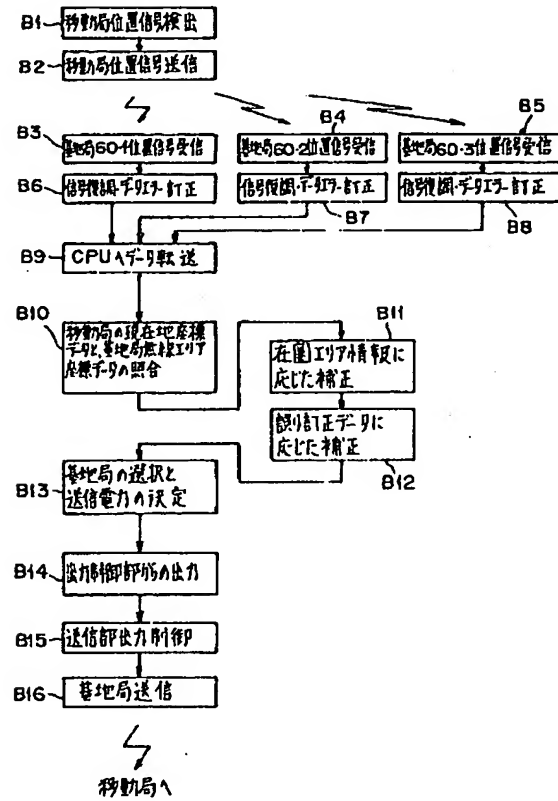 B1 移動局位置信号検出
B2 移動局位置信号送信
B3 基地局60-1位置信号受信
B4 基地局60-2位置信号受信
B5 基地局60-3位置信号受信
B6 信号復調・データエラー訂正
信号復調・データエラー訂正 B7
信号復調・データエラー訂正 B8
B9 CPUへデータ転送
B10 移動局の現在地座標
データと、基地局無線エリア
座標データの照合
B11 在圏エリア情報に
応じた補正
誤り訂正データに
応じた補正 B12
B13 基地局の選択と
送信電力の決定
B14 出力制御部からの出力
B15 送信部出力制御
B16 基地局送信
移動局へ